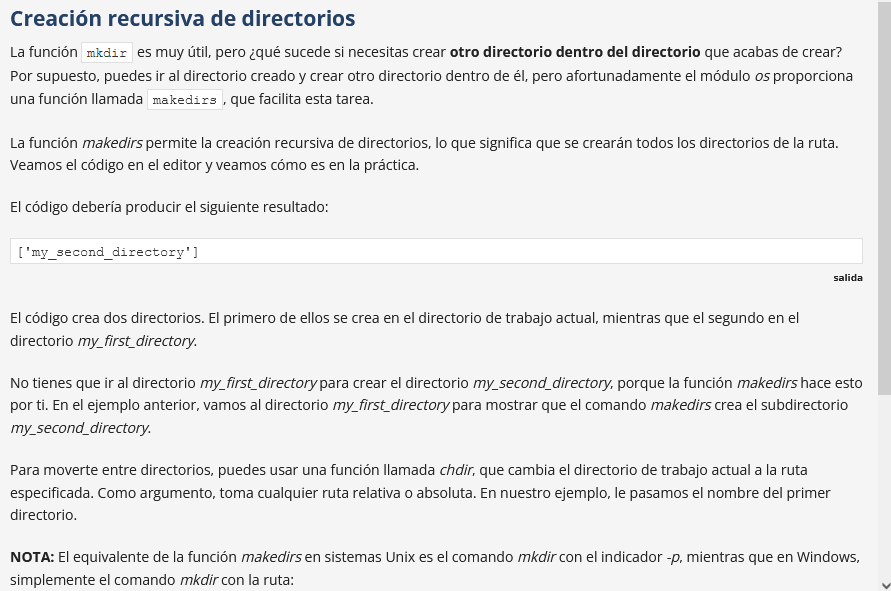 Creación recursiva de directorios
La función mkdir es muy útil, pero ¿qué sucede si necesitas crear otro directorio dentro del directorio que acabas de crear?
Por supuesto, puedes ir al directorio creado y crear otro directorio dentro de él, pero afortunadamente el módulo os proporciona
una función llamada makedirs, que facilita esta tarea.
La función makedirs permite la creación recursiva de directorios, lo que significa que se crearán todos los directorios de la ruta.
Veamos el código en el editor y veamos cómo es en la práctica.
El código debería producir el siguiente resultado:
['my_second_directory']
salida
El código crea dos directorios. El primero de ellos se crea en el directorio de trabajo actual, mientras que el segundo en el
directorio my_first_directory.
No tienes que ir al directorio my_first_directory para crear el directorio my_second_directory, porque la función makedirs hace esto
por ti. En el ejemplo anterior, vamos al directorio my_first_directory para mostrar que el comando makedirs crea el subdirectorio
my_second_directory.
Para moverte entre directorios, puedes usar una función llamada chdir, que cambia el directorio de trabajo actual a la ruta
especificada. Como argumento, toma cualquier ruta relativa o absoluta. En nuestro ejemplo, le pasamos el nombre del primer
directorio.
NOTA: El equivalente de la función makedirs en sistemas Unix es el comando mkdir con el indicador -p, mientras que en Windows,
simplemente el comando mkdir con la ruta: